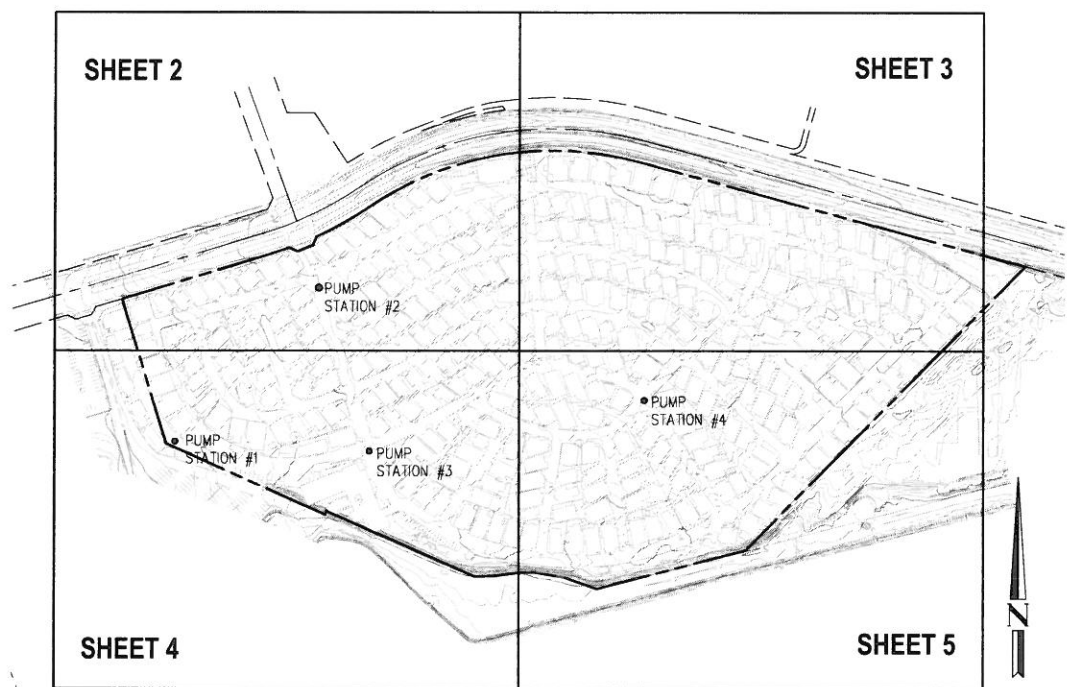 SHEET 2
SHEET 3
PUMP
STATION #2
PUMP
STATION #4
PUMP
STATION #1
PUMP
STATION #3
N
SHEET 4
SHEET 5